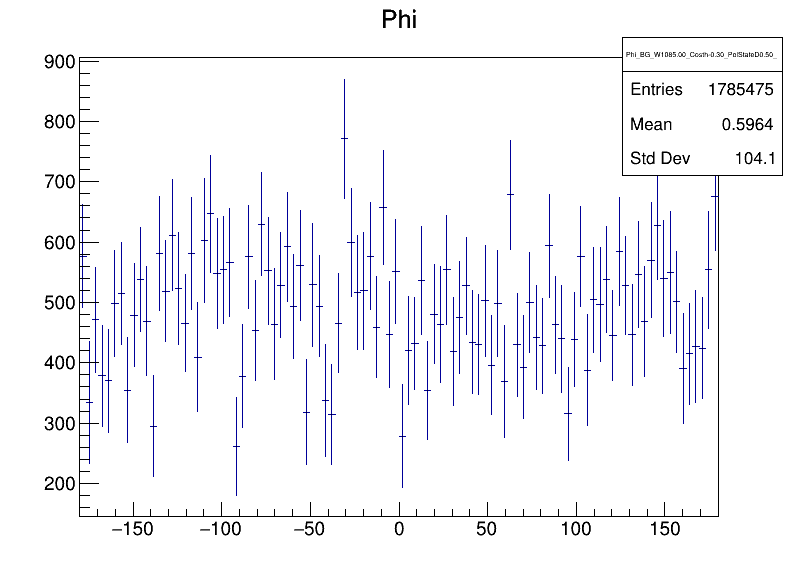 Phi
Phi_BG_W1085.00_Costh-0.30_PolStateD0.50_
Entries 1785475
Mean 0.5964
Std Dev 104.1
900
800
700
600
500
400
300
200
−150 −100 −50 0 50 100 150